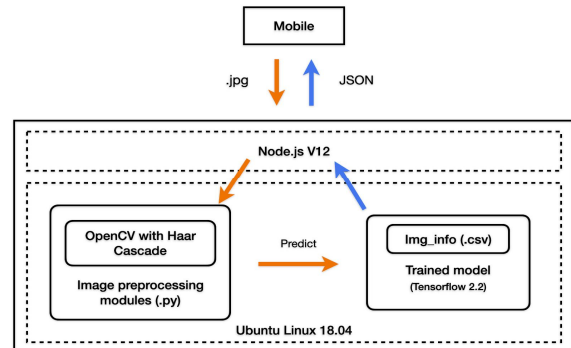 Mobile
.jpg
JSON
Node.js V12
OpenCV with Haar
Cascade
Image preprocessing
modules (.py)
Predict
Img_info (.csv)
Trained model
(Tensorflow 2.2)
Ubuntu Linux 18.04